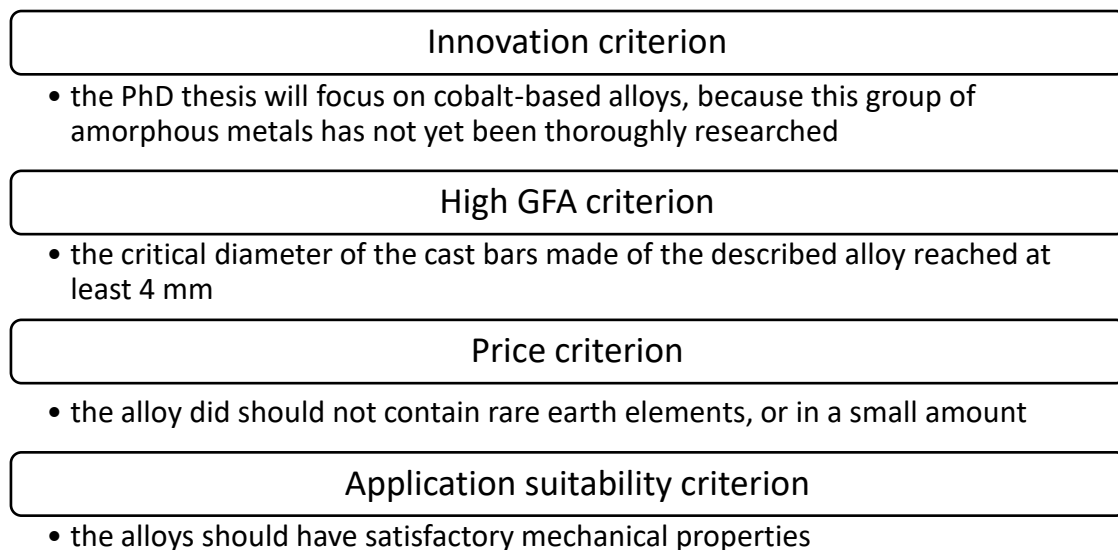 Innovation criterion
• the PhD thesis will focus on cobalt-based alloys, because this group of
amorphous metals has not yet been thoroughly researched
High GFA criterion
• the critical diameter of the cast bars made of the described alloy reached at
least 4 mm
Price criterion
• the alloy did should not contain rare earth elements, or in a small amount
Application suitability criterion
• the alloys should have satisfactory mechanical properties